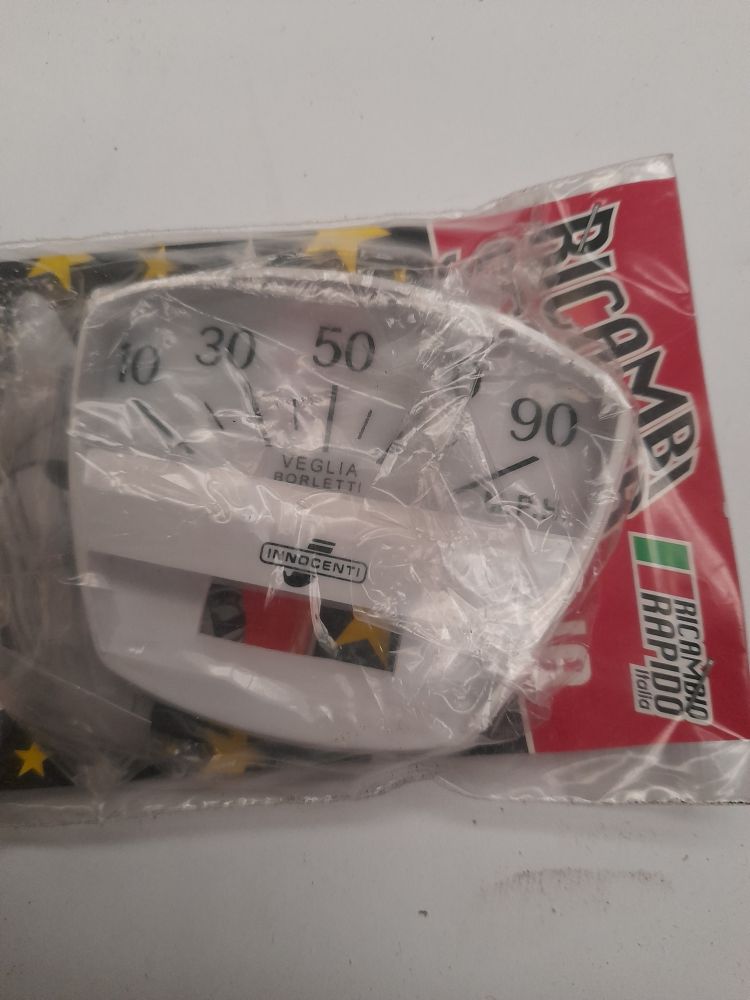 10 30 50 90
VEGLIA
BORLETTI
M.P.H.
INNOCENTI
RICAMBI
RICAMBIO
RAPIDO
Italia